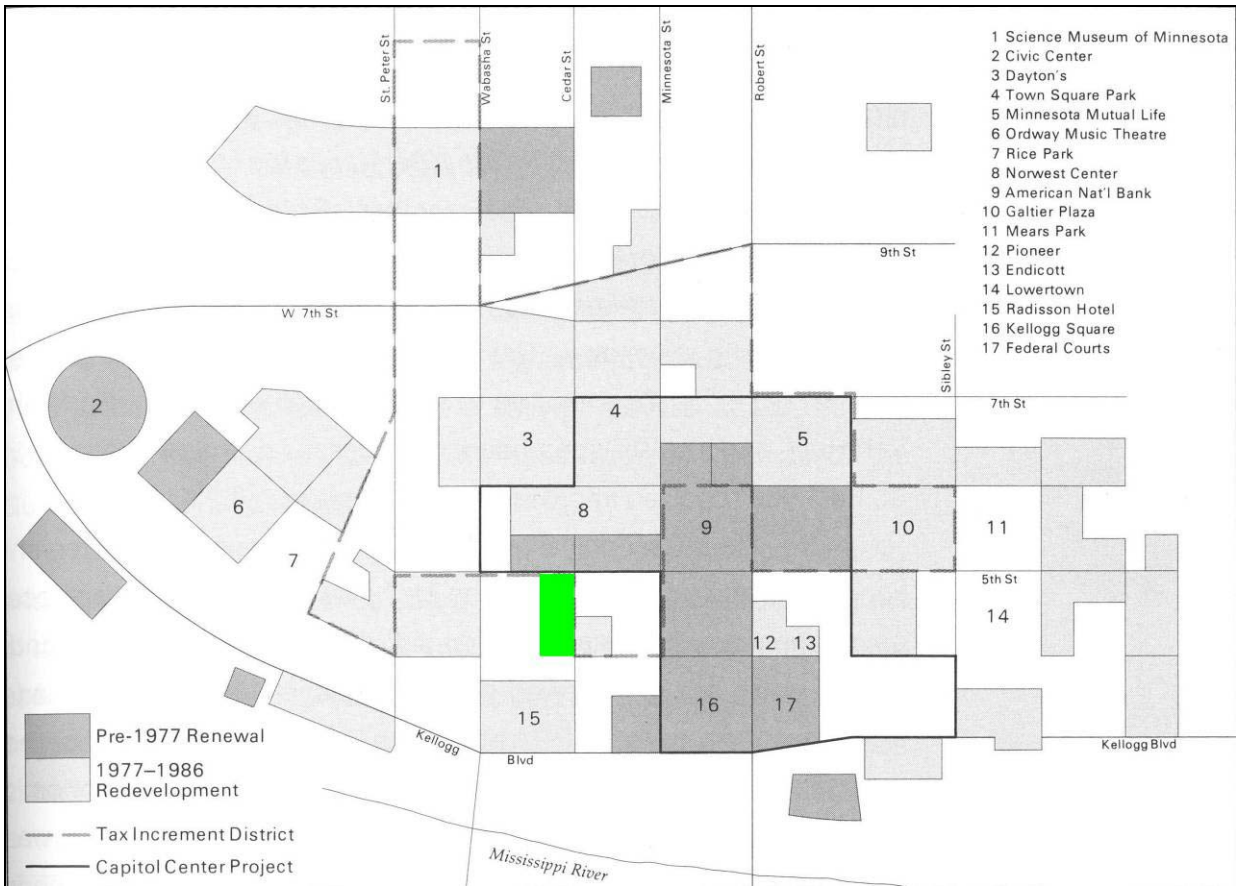 St. Peter St
Wabasha St
Cedar St
Minnesota St
Robert St
1 Science Museum of Minnesota
2 Civic Center
3 Dayton's
4 Town Square Park
5 Minnesota Mutual Life
6 Ordway Music Theatre
7 Rice Park
8 Norwest Center
9 American Nat'l Bank
10 Galtier Plaza
11 Mears Park
12 Pioneer
13 Endicott
14 Lowertown
15 Radisson Hotel
16 Kellogg Square
17 Federal Courts
1
9th St
W 7th St
Sibley St
2
7th St
4
3
5
6
8
9
10
11
7
5th St
14
12
13
15
16
17
Kellogg
Blvd
Kellogg Blvd
Pre-1977 Renewal
1977–1986
Redevelopment
Tax Increment District
Capitol Center Project
Mississippi River